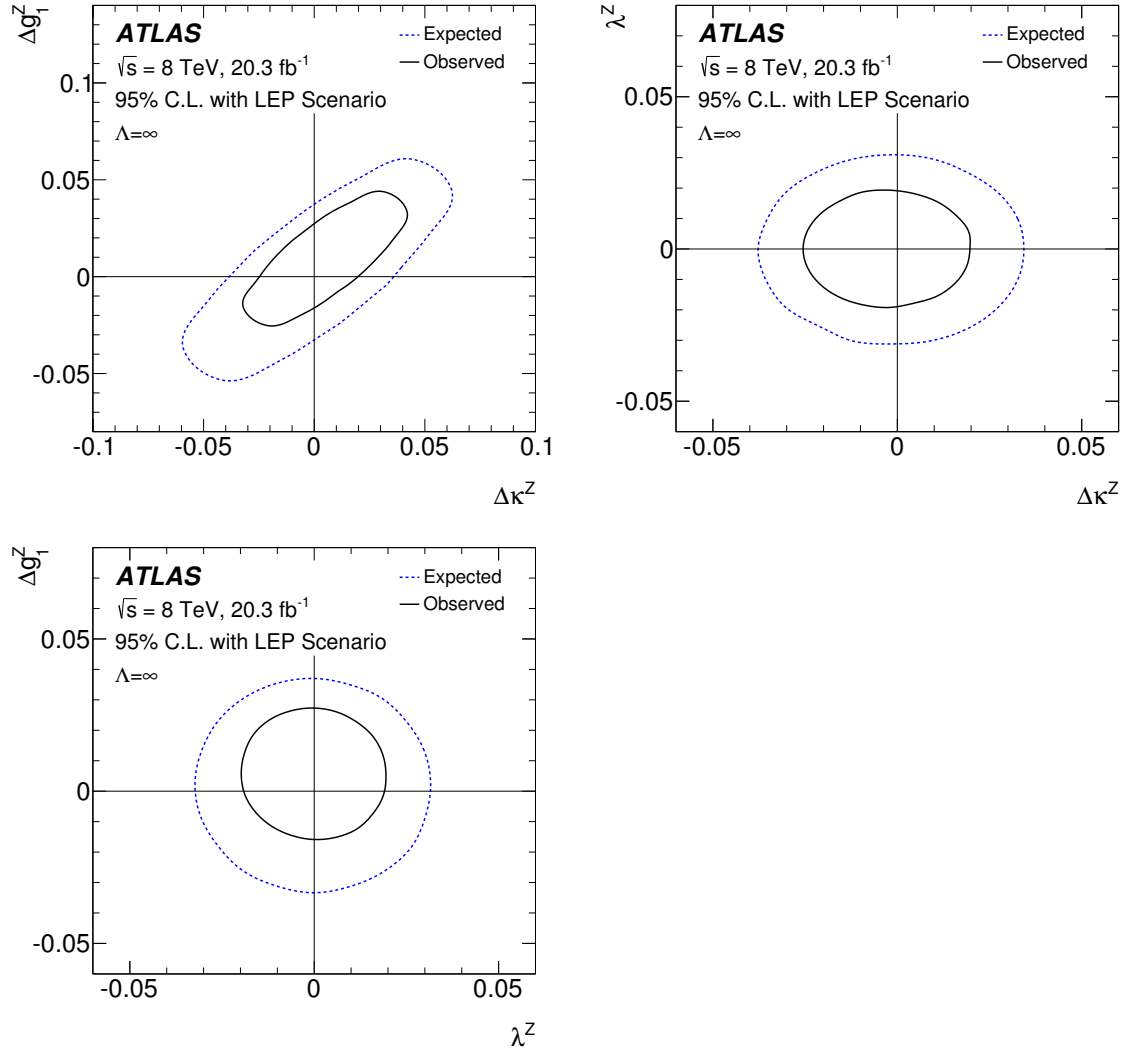 Δg₁ᶻ
ATLAS
√s = 8 TeV, 20.3 fb⁻¹
95% C.L. with LEP Scenario
Λ=∞
Expected
Observed
0.1
0.05
0
-0.05
-0.1 -0.05 0 0.05 0.1
Δκᶻ
λᶻ
ATLAS
√s = 8 TeV, 20.3 fb⁻¹
95% C.L. with LEP Scenario
Λ=∞
Expected
Observed
0.05
0
-0.05
-0.05 0 0.05
Δκᶻ
Δg₁ᶻ
ATLAS
√s = 8 TeV, 20.3 fb⁻¹
95% C.L. with LEP Scenario
Λ=∞
Expected
Observed
0.05
0
-0.05
-0.05 0 0.05
λᶻ